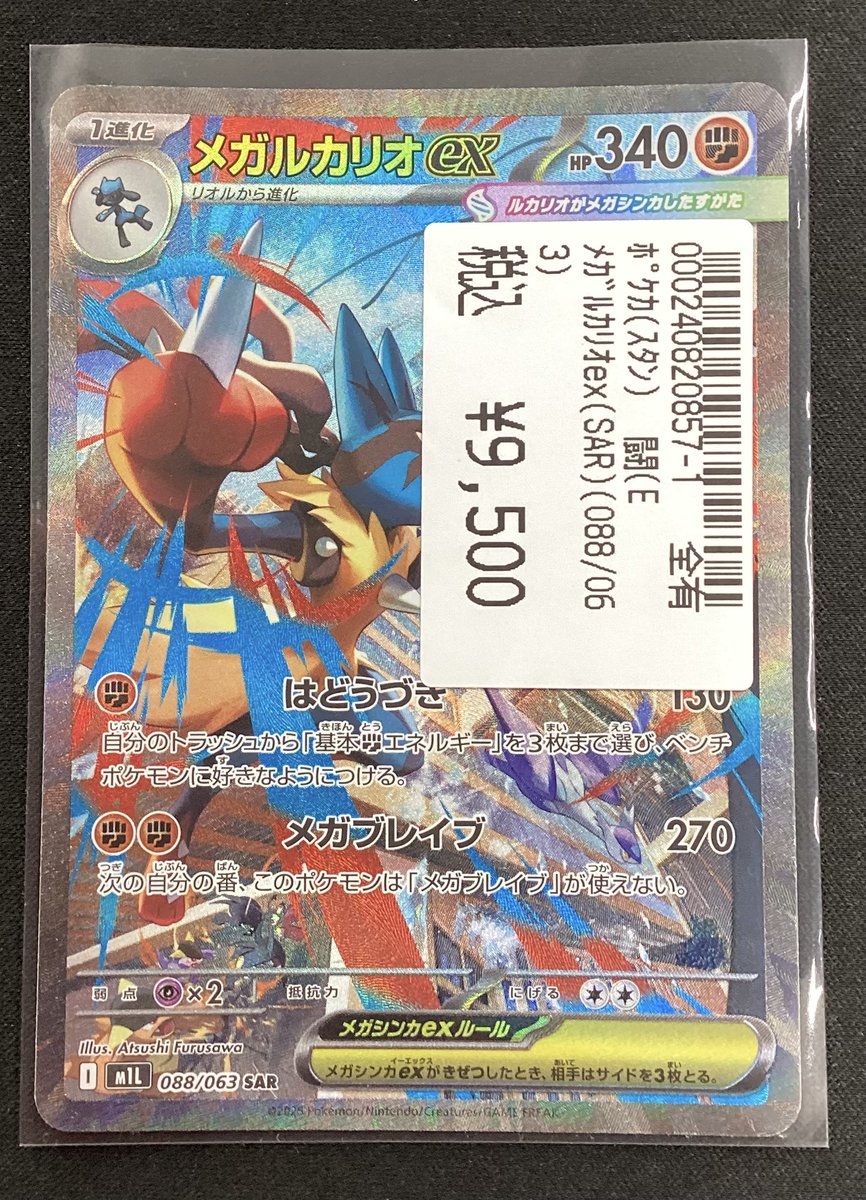 1進化
メガルカリオex
HP340
リオルから進化
ルカリオがメガシンカしたすがた
000240820857-1 全有
ポケカ(スタン) 闘(E
メガルカリオex(SAR)(088/06
3)
税込 ¥9,500
はどうづき 130
自分のトラッシュから「基本エネルギー」を3枚まで選び、ベンチ
ポケモンに好きなようにつける。
メガブレイブ 270
次の自分の番、このポケモンは「メガブレイブ」が使えない。
弱点 ×2 抵抗力 にげる
メガシンカexルール
メガシンカexがきぜつしたとき、相手はサイドを3枚とる。
Illus. Atsushi Furusawa
I M1L 088/063 SAR
©2025 Pokémon/Nintendo/Creatures/GAME FREAK